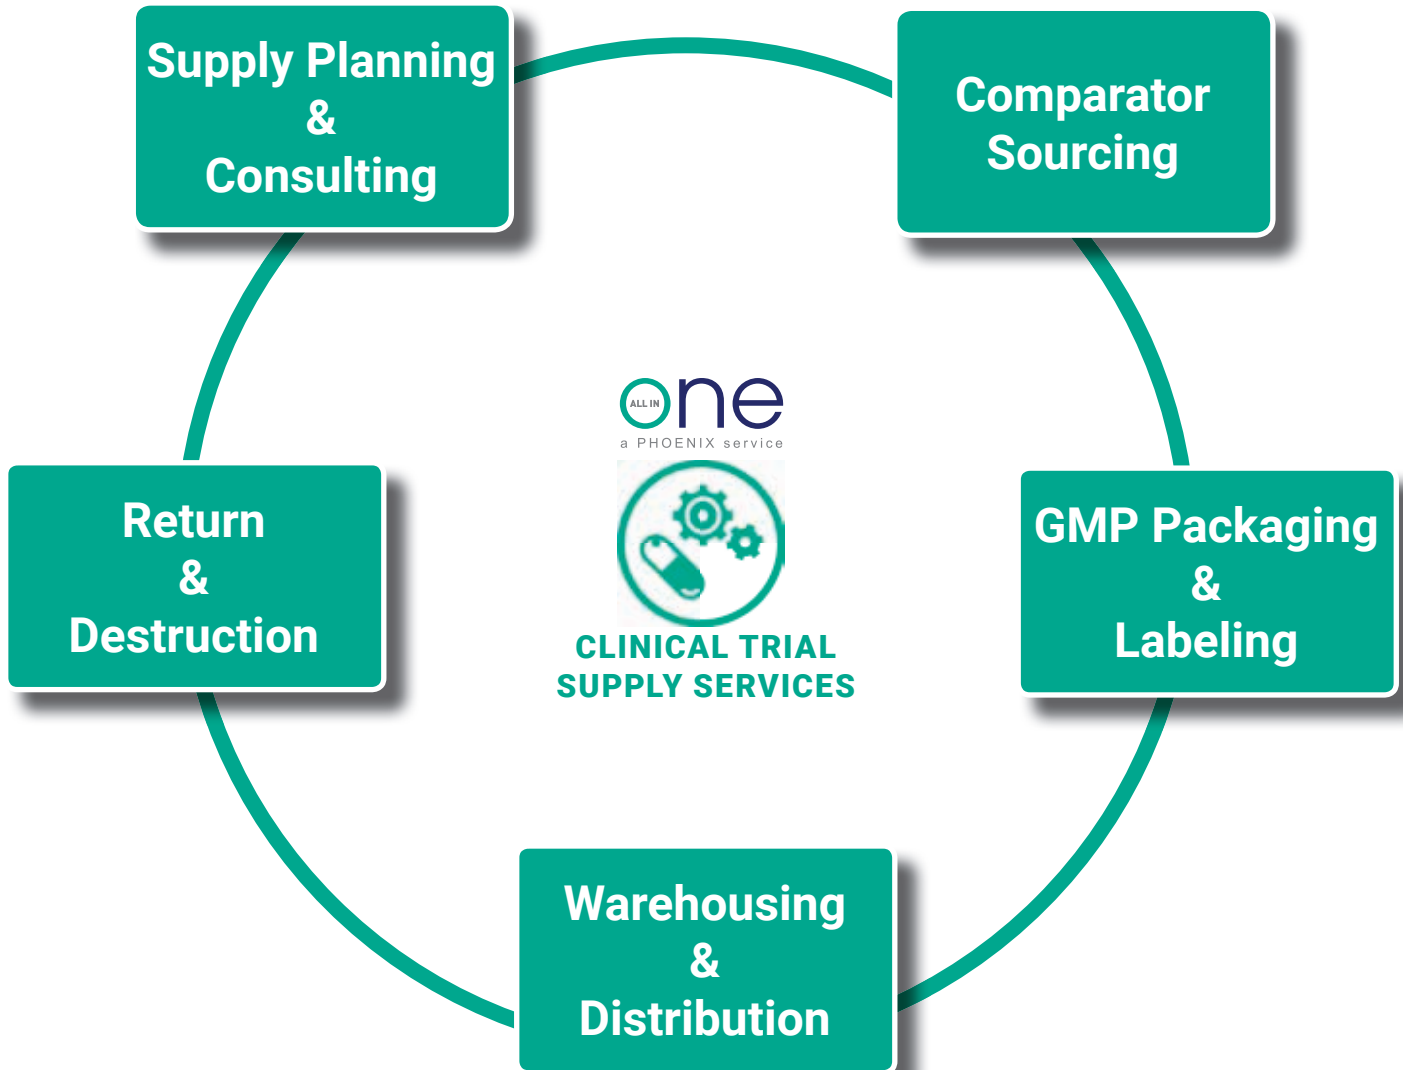 Supply Planning
&
Consulting
Comparator
Sourcing
ALL IN
one
a PHOENIX service
CLINICAL TRIAL
SUPPLY SERVICES
Return
&
Destruction
GMP Packaging
&
Labeling
Warehousing
&
Distribution